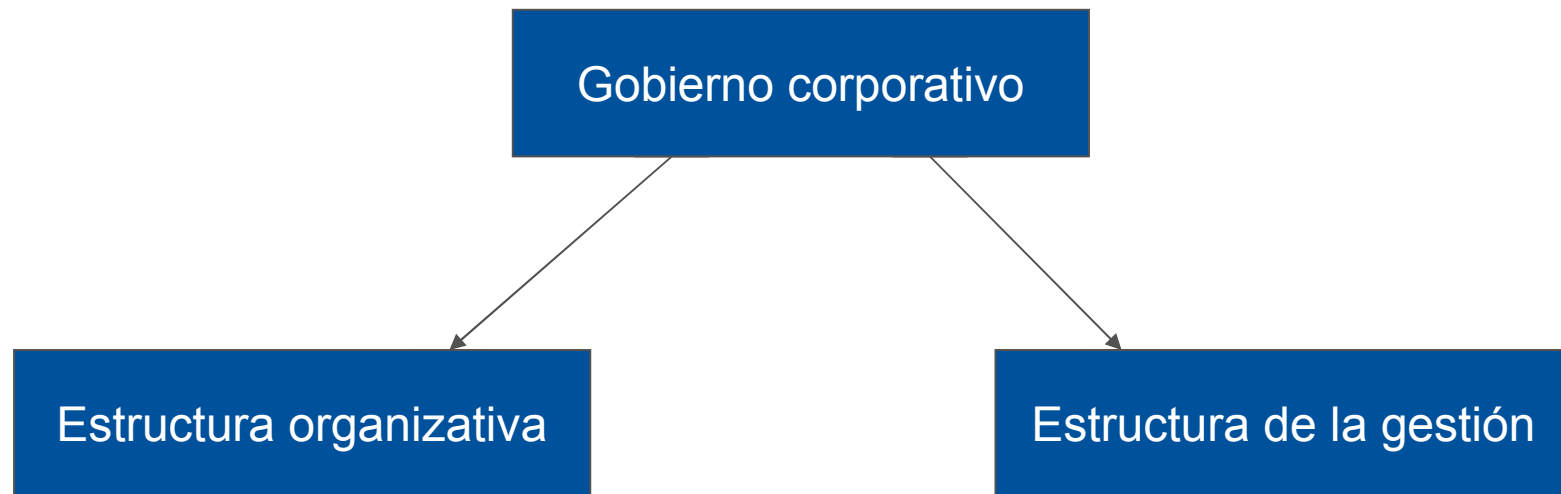 Gobierno corporativo
Estructura organizativa
Estructura de la gestión